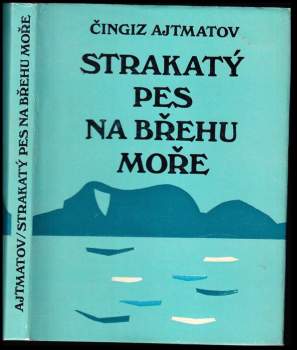 AJTMATOV/STRAKATÝ PES NA BŘEHU MOŘE
ČINGIZ AJTMATOV
STRAKATÝ
PES
NA BŘEHU
MOŘE